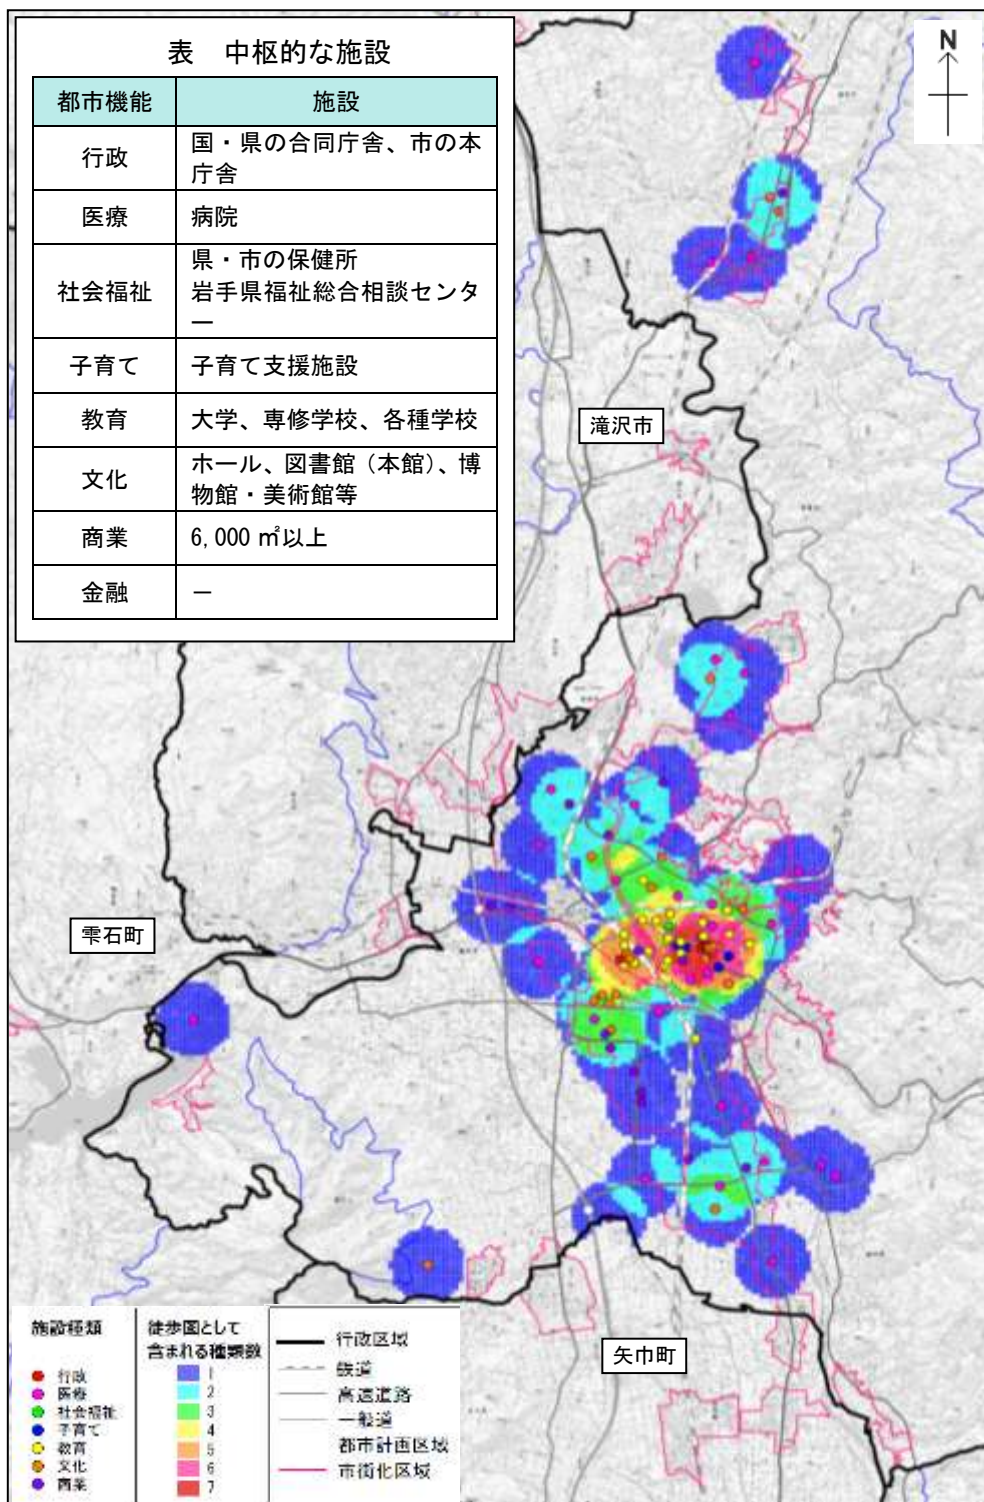 表　中枢的な施設
都市機能
施設
行政
国・県の合同庁舎、市の本
庁舎
医療
病院
社会福祉
県・市の保健所
岩手県福祉総合相談センタ
ー
子育て
子育て支援施設
教育
大学、専修学校、各種学校
文化
ホール、図書館（本館）、博
物館・美術館等
商業
6,000 ㎡以上
金融
－
N
滝沢市
雫石町
矢巾町
施設種類
行政
医療
社会福祉
子育て
教育
文化
商業
徒歩圏として
含まれる種類数
1
2
3
4
5
6
7
行政区域
鉄道
高速道路
一般道
都市計画区域
市街化区域